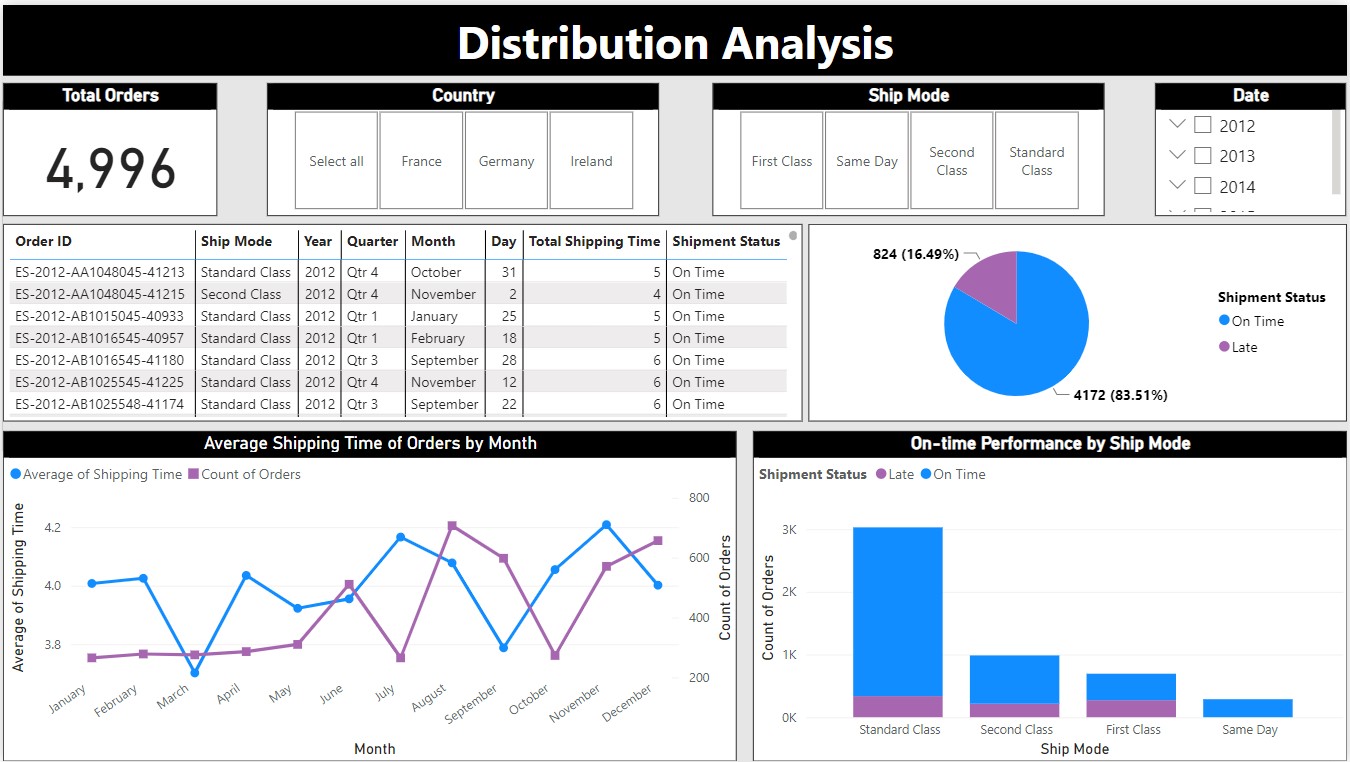 Distribution Analysis
Total Orders
4,996
Country
Select all
France
Germany
Ireland
Ship Mode
First Class
Same Day
Second
Class
Standard
Class
Date
2012
2013
2014
Order ID Ship Mode Year Quarter Month Day Total Shipping Time Shipment Status
ES-2012-AA1048045-41213 Standard Class 2012 Qtr 4 October 31 5 On Time
ES-2012-AA1048045-41215 Second Class 2012 Qtr 4 November 2 4 On Time
ES-2012-AB1015045-40933 Standard Class 2012 Qtr 1 January 25 5 On Time
ES-2012-AB1016545-40957 Standard Class 2012 Qtr 1 February 18 5 On Time
ES-2012-AB1016545-41180 Standard Class 2012 Qtr 3 September 28 6 On Time
ES-2012-AB1025545-41225 Standard Class 2012 Qtr 4 November 12 6 On Time
ES-2012-AB1025548-41174 Standard Class 2012 Qtr 3 September 22 6 On Time
824 (16.49%)
4172 (83.51%)
Shipment Status
On Time
Late
Average Shipping Time of Orders by Month
Average of Shipping Time Count of Orders
Average of Shipping Time
4.2
4.0
3.8
800
600
400
200
Count of Orders
January February March April May June July August September October November December
Month
On-time Performance by Ship Mode
Shipment Status Late On Time
Count of Orders
3K
2K
1K
0K
Standard Class Second Class First Class Same Day
Ship Mode